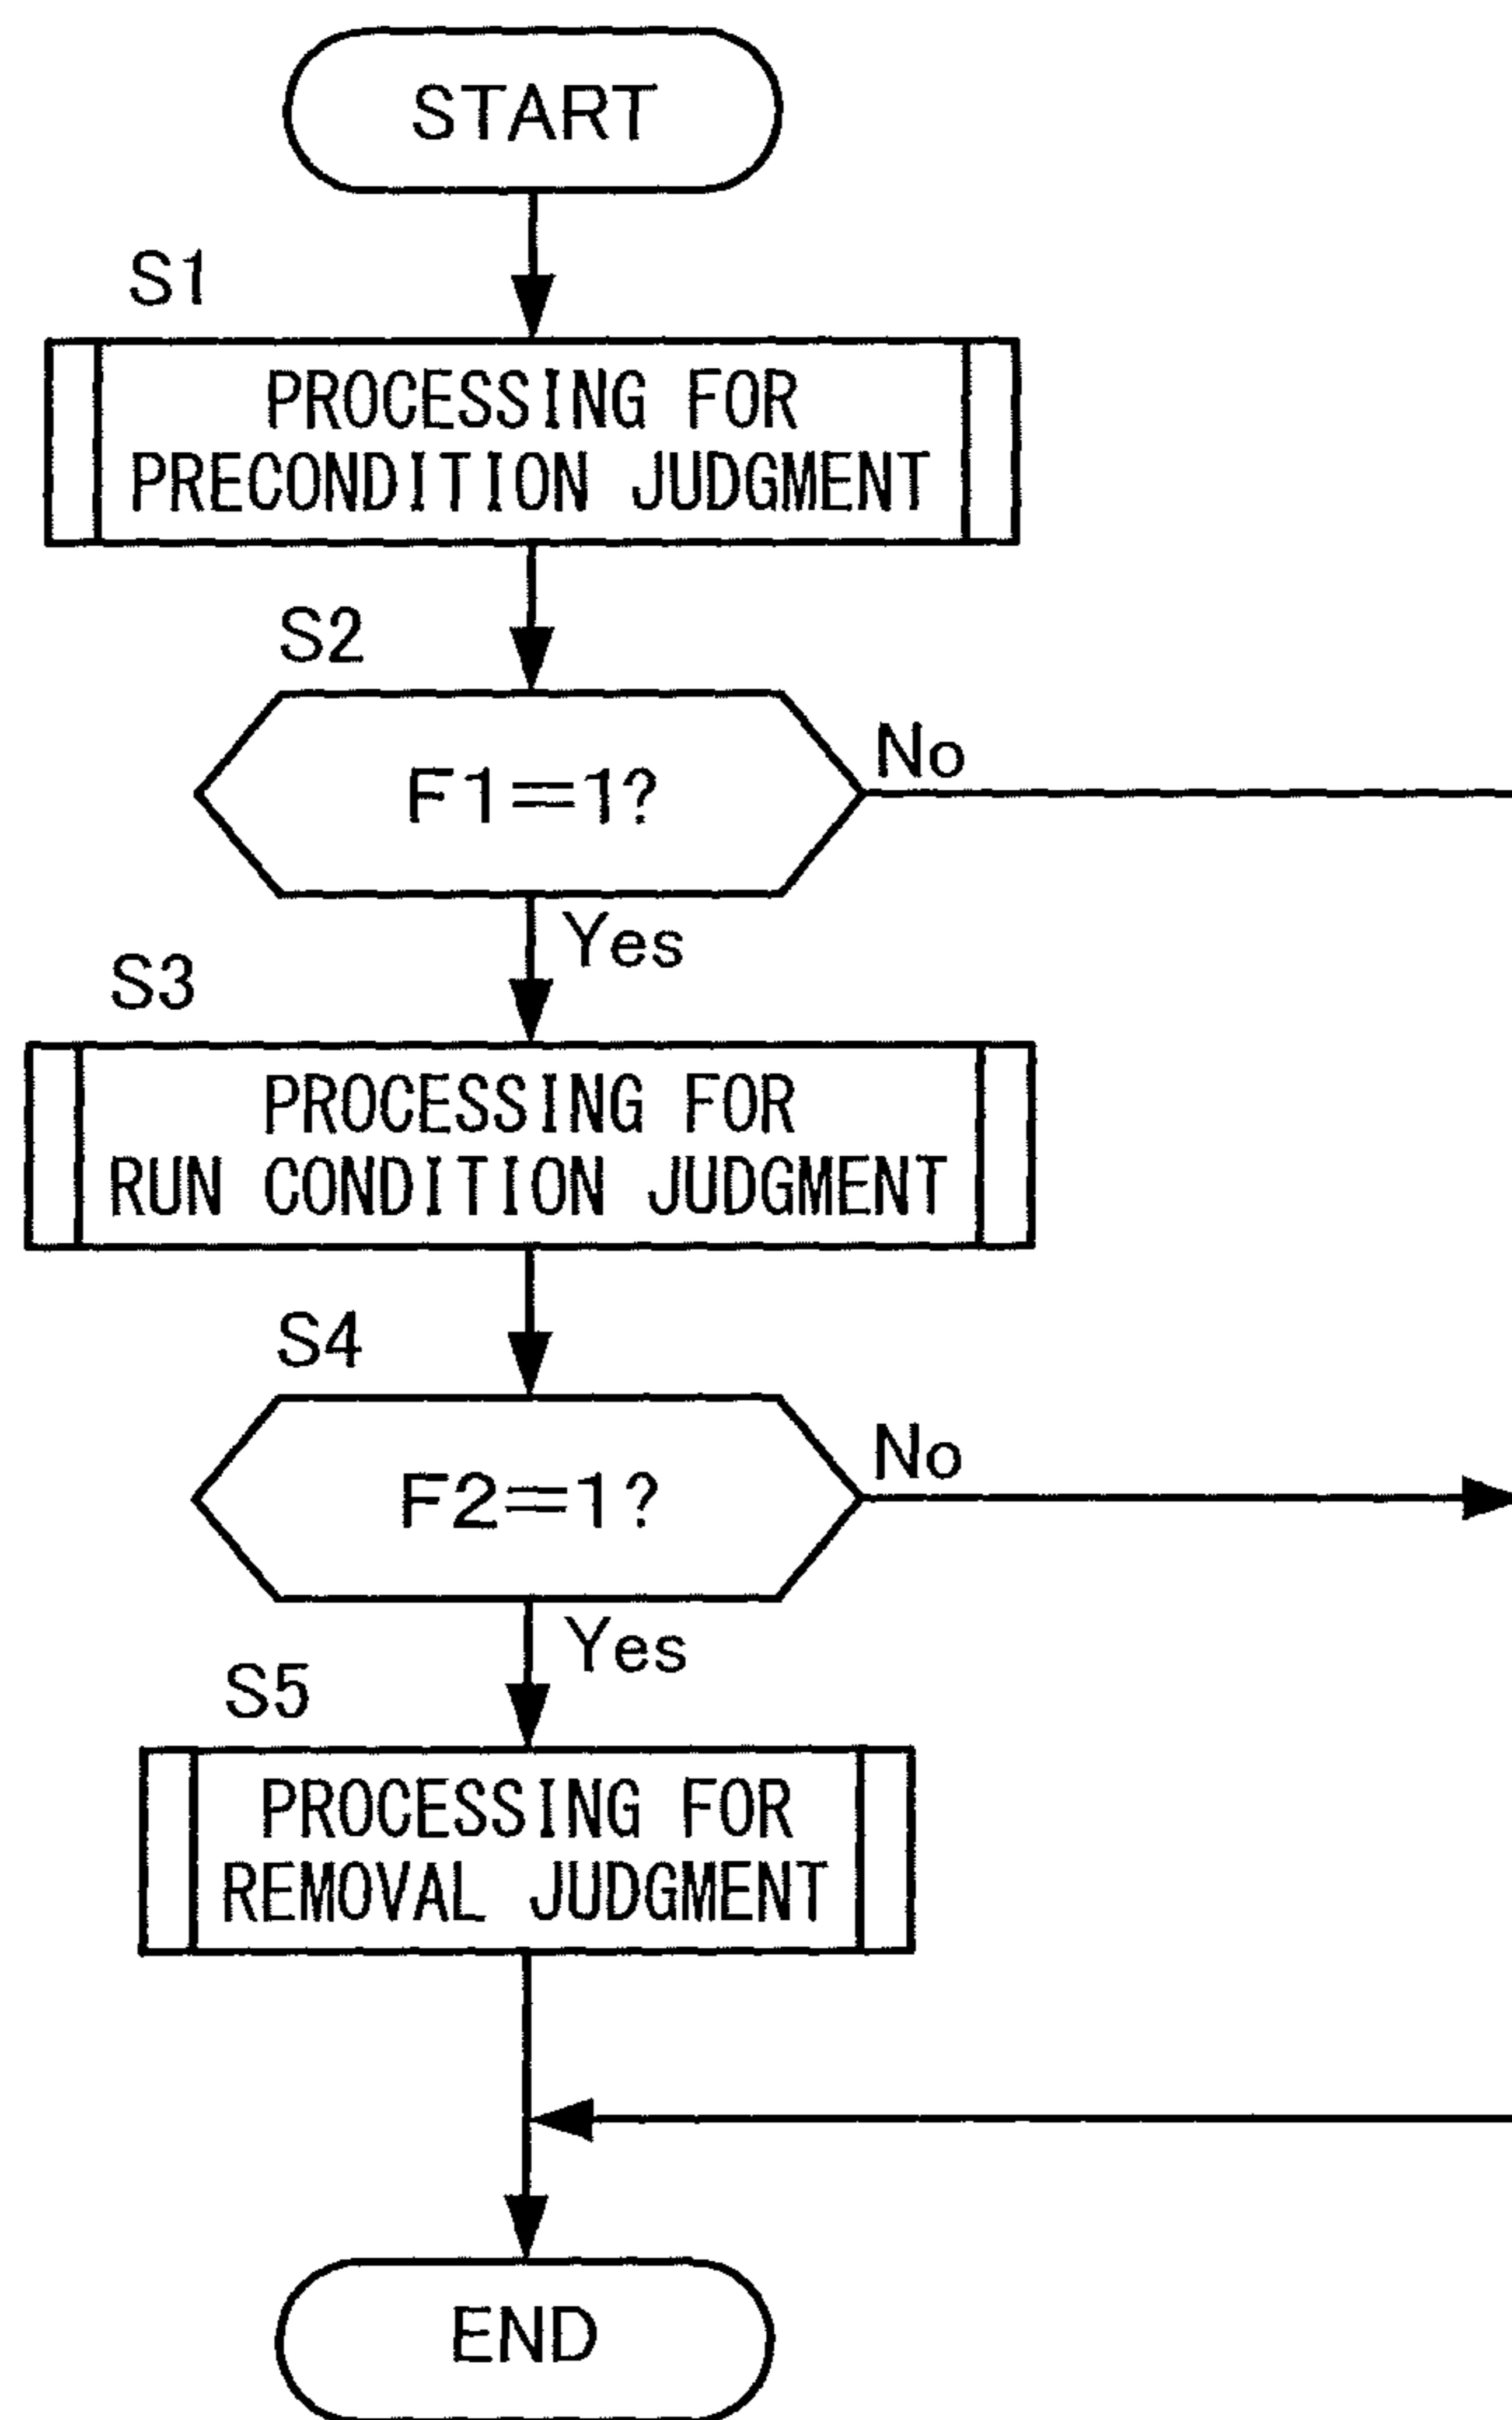 START
S1
PROCESSING FOR
PRECONDITION JUDGMENT
S2
F1=1?
No
Yes
S3
PROCESSING FOR
RUN CONDITION JUDGMENT
S4
F2=1?
No
Yes
S5
PROCESSING FOR
REMOVAL JUDGMENT
END